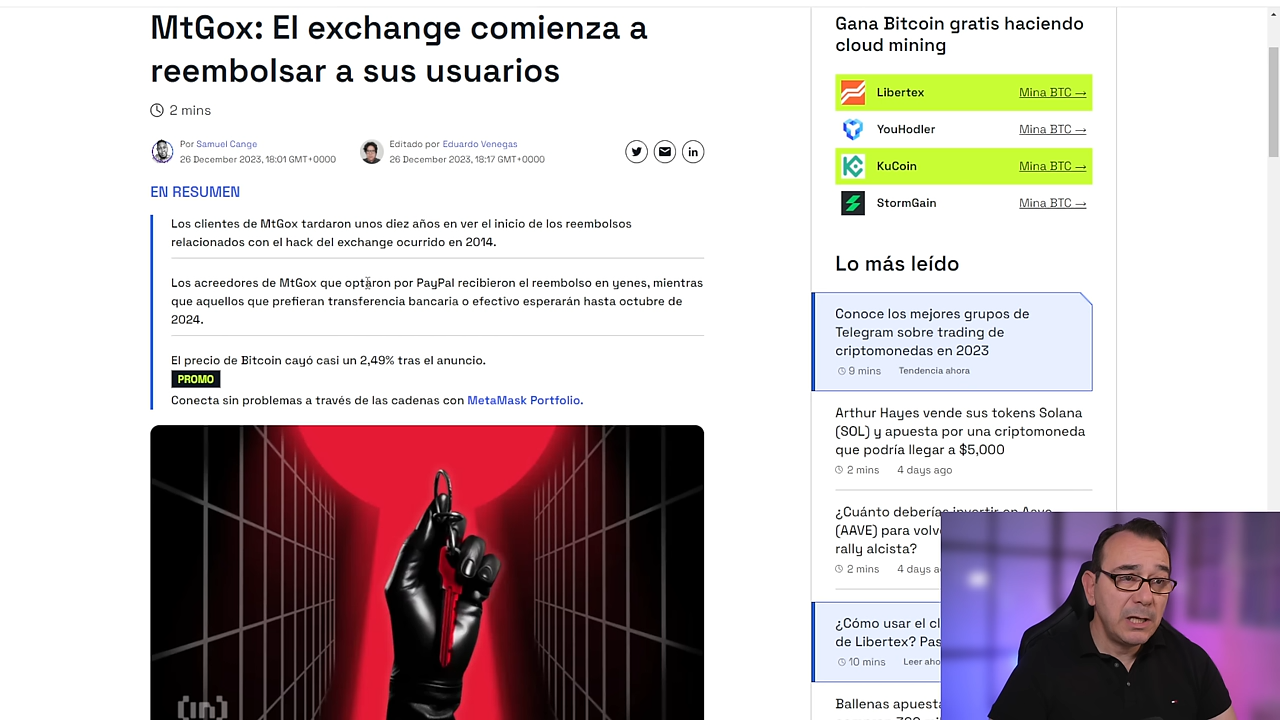 MtGox: El exchange comienza a
reembolsar a sus usuarios
2 mins
Por Samuel Cange
26 December 2023, 18:01 GMT+0000
Editado por Eduardo Venegas
26 December 2023, 18:17 GMT+0000
EN RESUMEN
Los clientes de MtGox tardaron unos diez años en ver el inicio de los reembolsos
relacionados con el hack del exchange ocurrido en 2014.
Los acreedores de MtGox que optaron por PayPal recibieron el reembolso en yenes, mientras
que aquellos que prefieran transferencia bancaria o efectivo esperarán hasta octubre de
2024.
El precio de Bitcoin cayó casi un 2,49% tras el anuncio.
PROMO
Conecta sin problemas a través de las cadenas con MetaMask Portfolio.
Gana Bitcoin gratis haciendo
cloud mining
Libertex Mina BTC →
YouHodler Mina BTC →
KuCoin Mina BTC →
StormGain Mina BTC →
Lo más leído
Conoce los mejores grupos de
Telegram sobre trading de
criptomonedas en 2023
9 mins Tendencia ahora
Arthur Hayes vende sus tokens Solana
(SOL) y apuesta por una criptomoneda
que podría llegar a $5,000
2 mins 4 days ago
¿Cuánto deberías invertir en Aave
(AAVE) para volv
rally alcista?
2 mins 4 days a
¿Cómo usar el cl
de Libertex? Pas
10 mins Leer aho
Ballenas apuesta